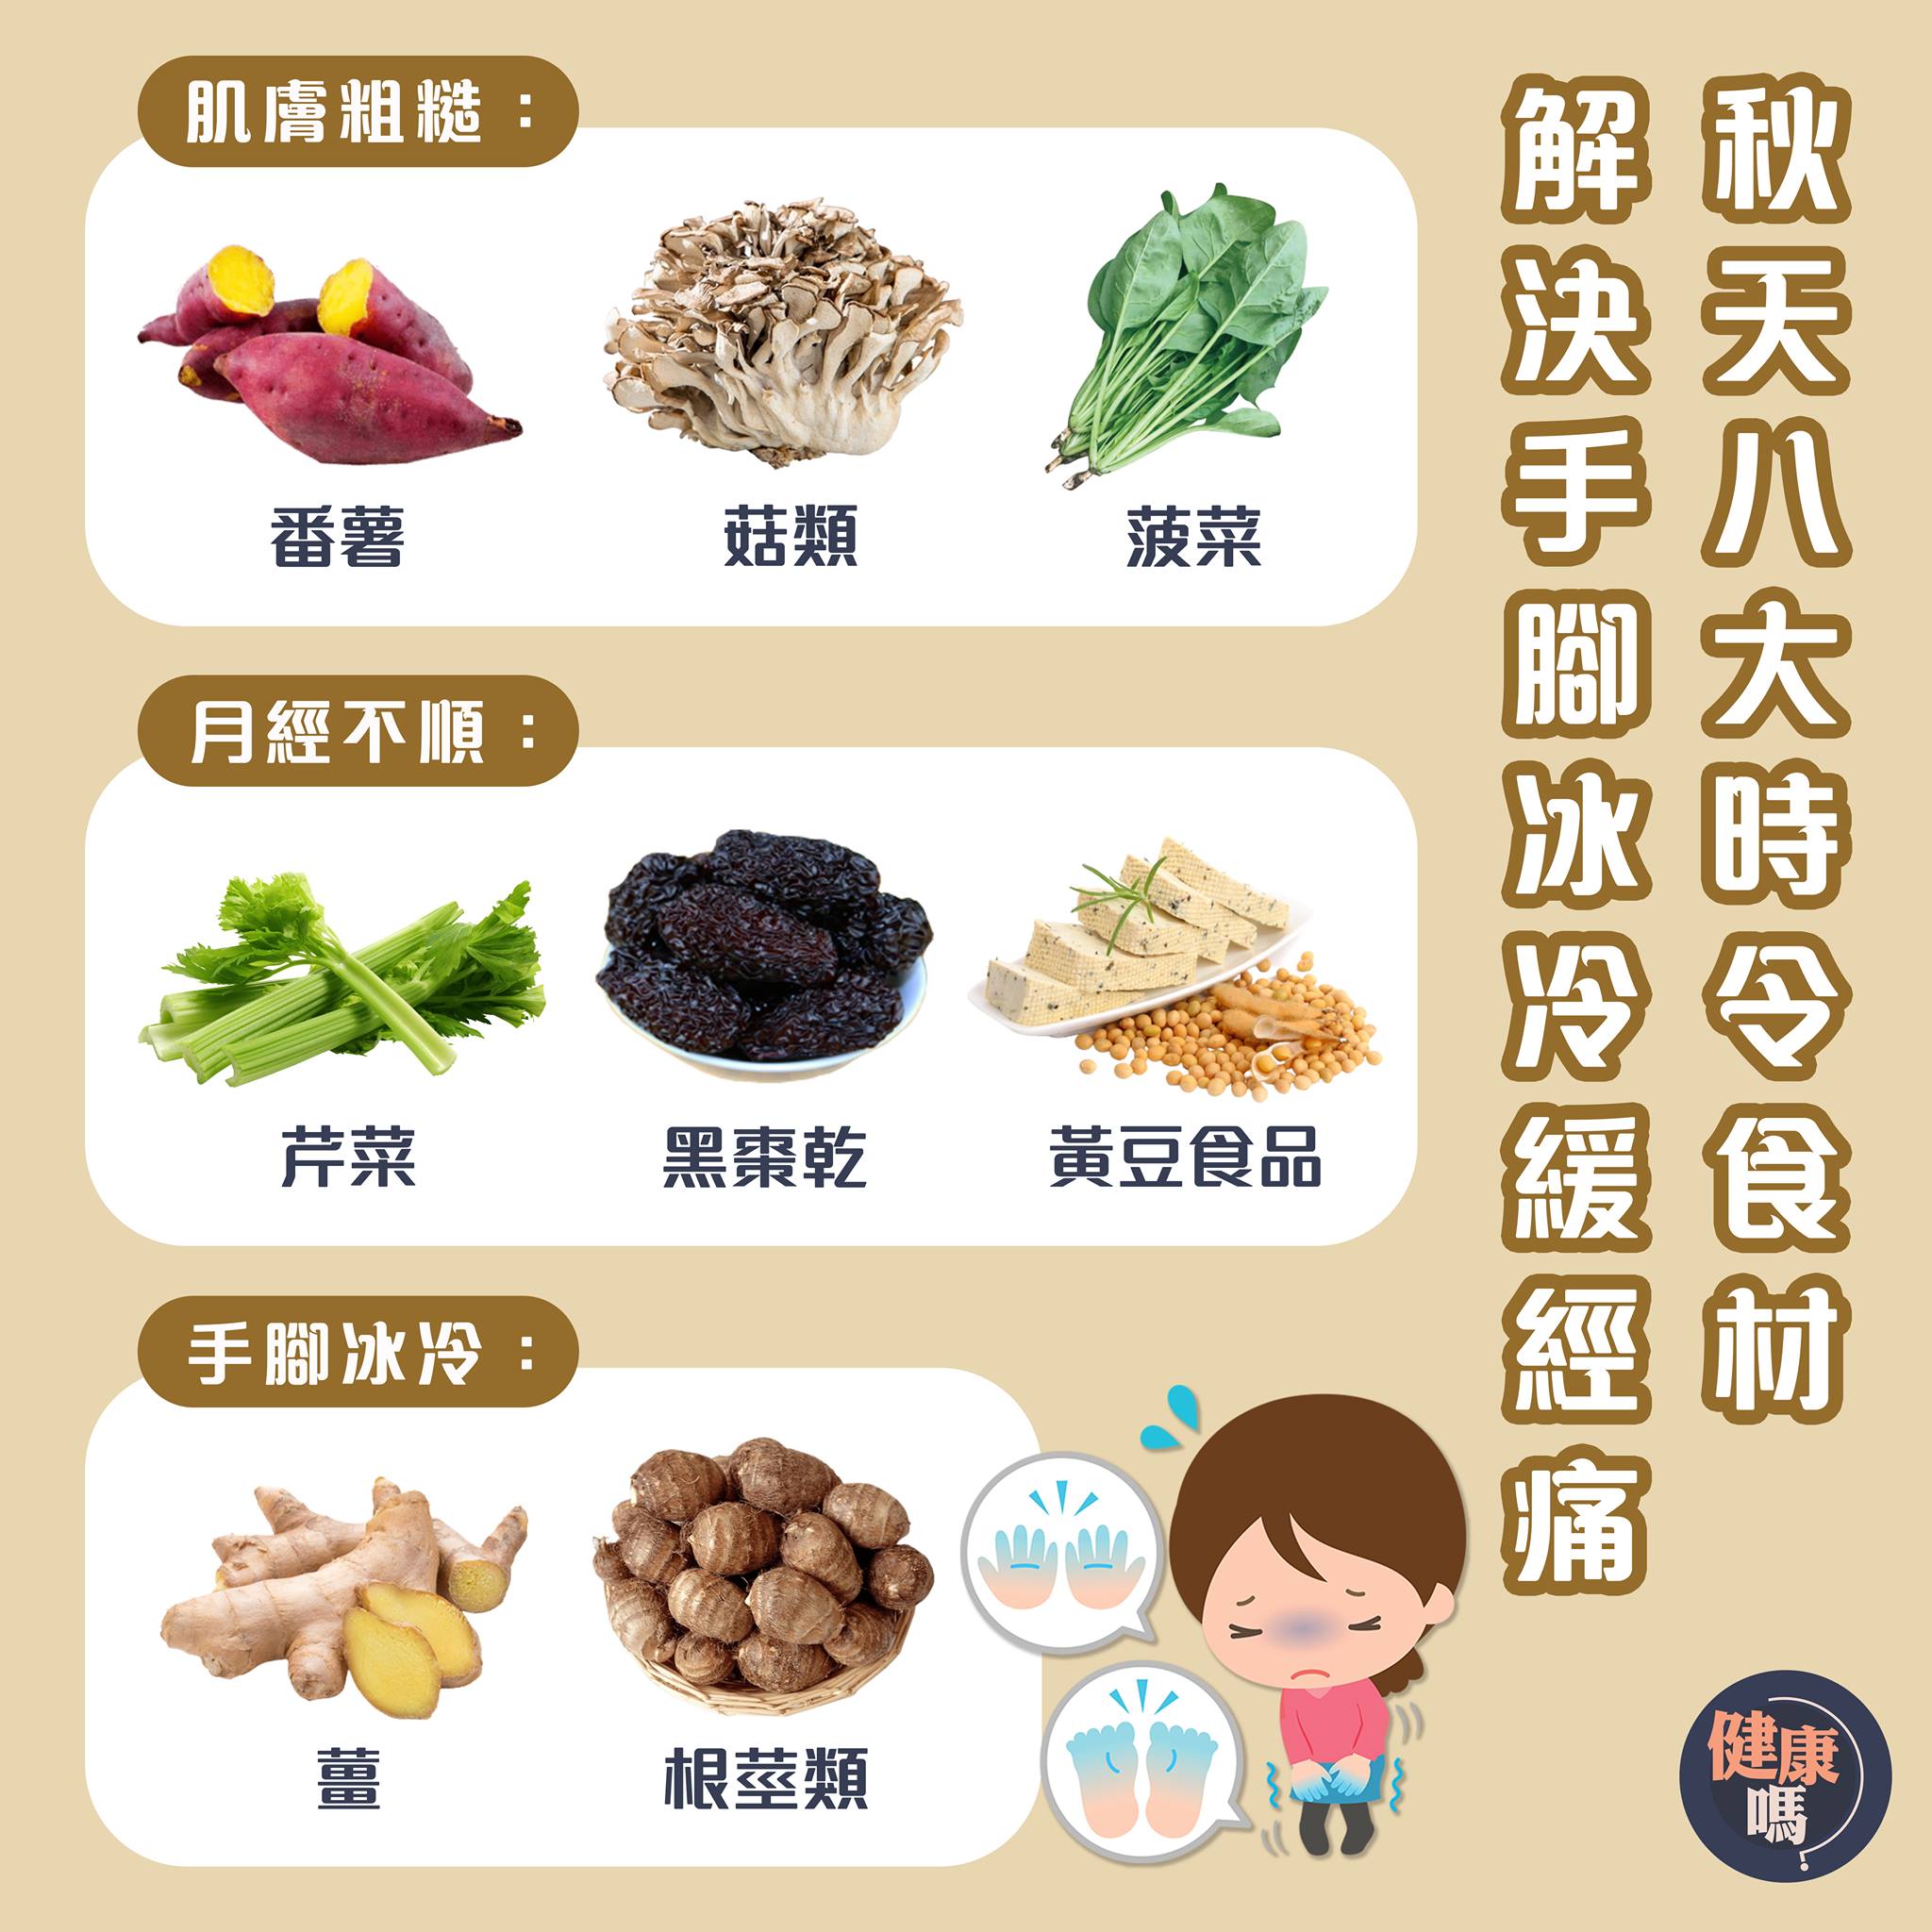 秋天八大時令食材
解決手腳冰冷緩經痛
肌膚粗糙：
番薯
菇類
菠菜
月經不順：
芹菜
黑棗乾
黃豆食品
手腳冰冷：
薑
根莖類
健康
嗎?